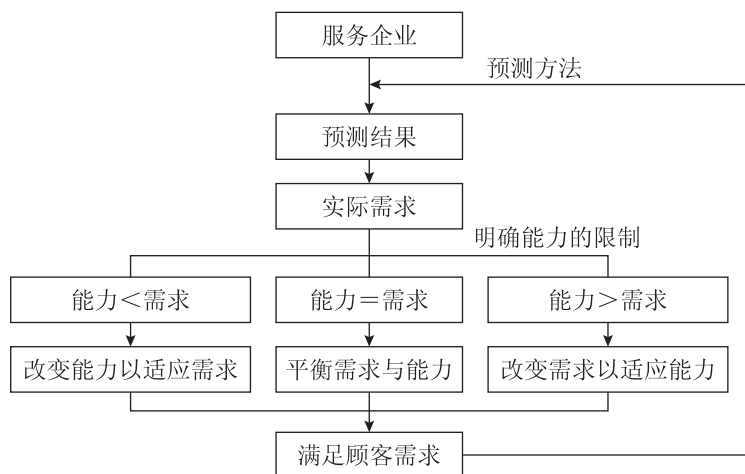 服务企业
预测方法
预测结果
实际需求
明确能力的限制
能力＜需求
能力＝需求
能力＞需求
改变能力以适应需求
平衡需求与能力
改变需求以适应能力
满足顾客需求